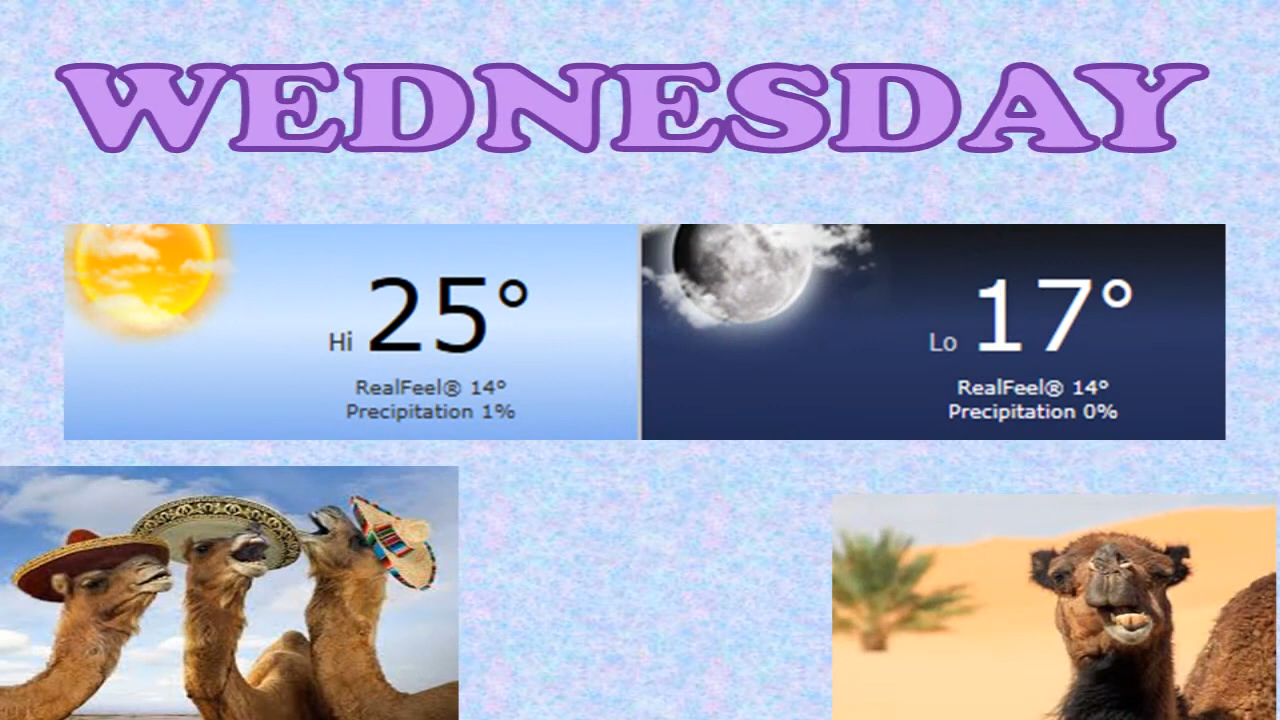 WEDNESDAY
Hi 25°
RealFeel® 14°
Precipitation 1%
Lo 17°
RealFeel® 14°
Precipitation 0%